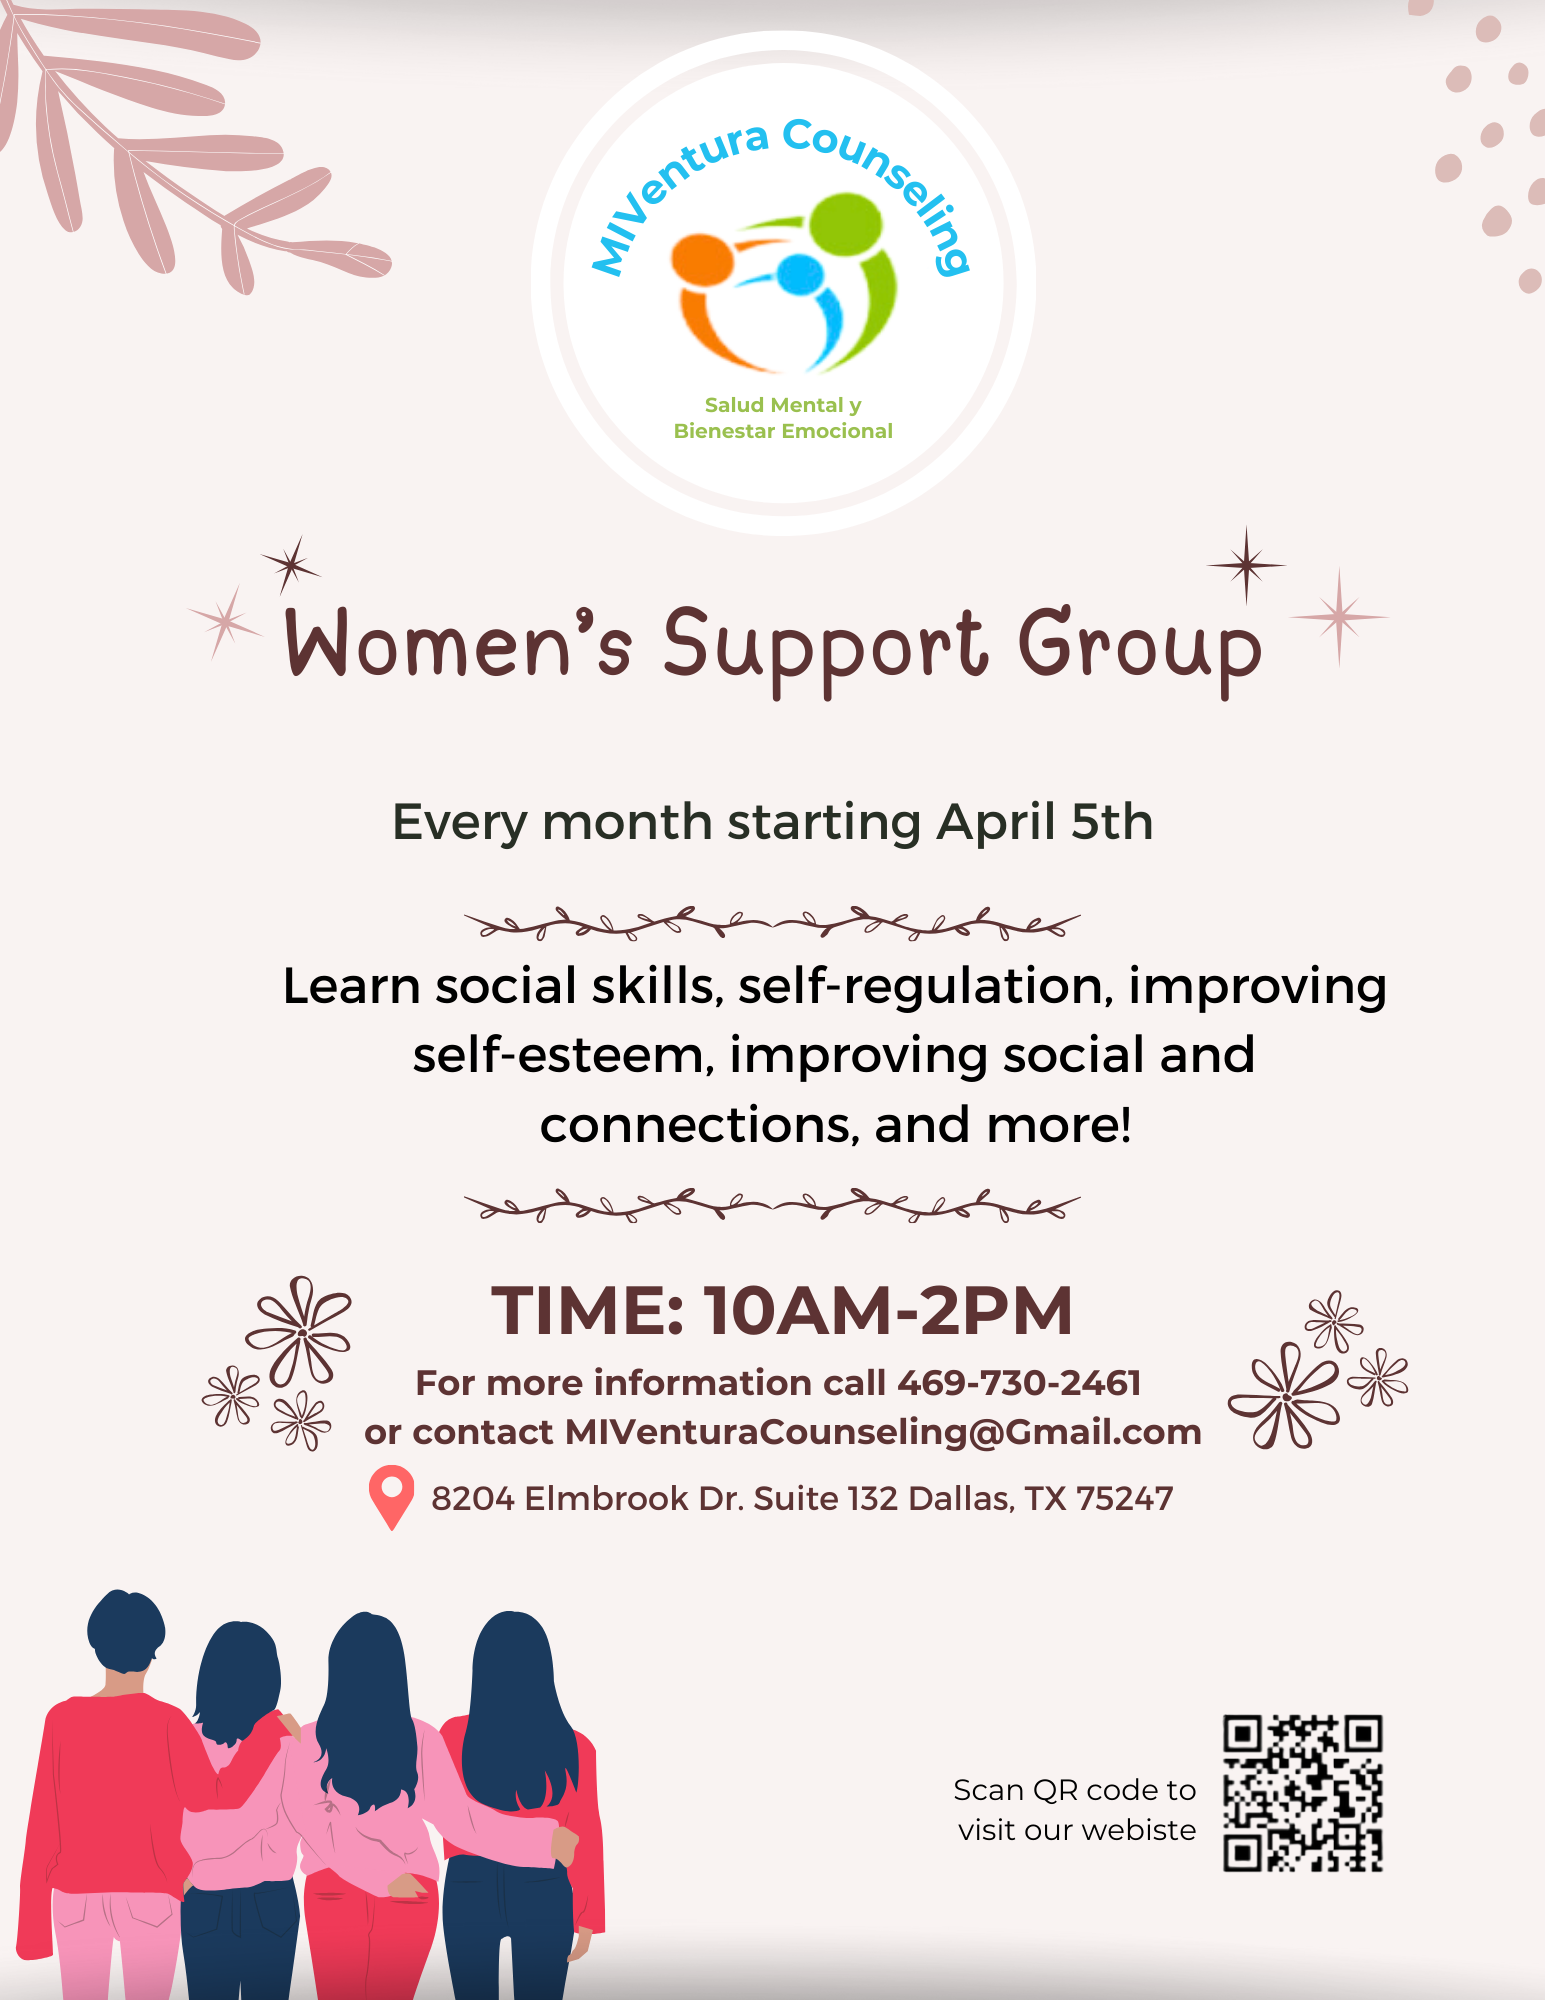 MIVentura Counseling
Salud Mental y
Bienestar Emocional
Women's Support Group
Every month starting April 5th
Learn social skills, self-regulation, improving
self-esteem, improving social and
connections, and more!
TIME: 10AM-2PM
For more information call 469-730-2461
or contact MIVenturaCounseling@Gmail.com
8204 Elmbrook Dr. Suite 132 Dallas, TX 75247
Scan QR code to
visit our webiste